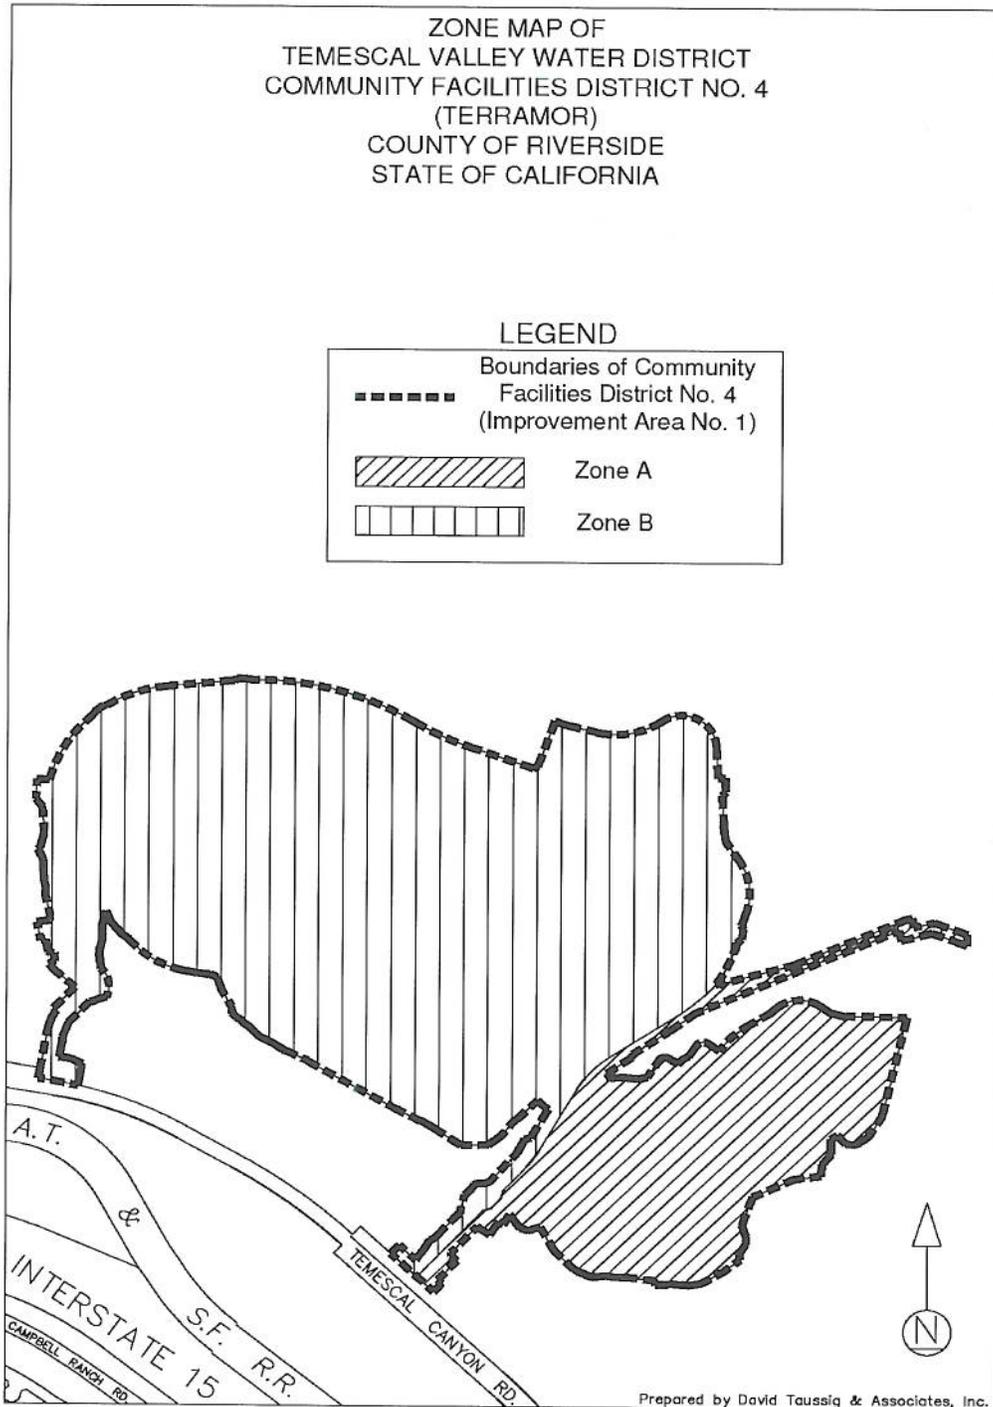 ZONE MAP OF
TEMESCAL VALLEY WATER DISTRICT
COMMUNITY FACILITIES DISTRICT NO. 4
(TERRAMOR)
COUNTY OF RIVERSIDE
STATE OF CALIFORNIA
LEGEND
Boundaries of Community
Facilities District No. 4
(Improvement Area No. 1)
Zone A
Zone B
A.T.
&
S.F. R.R.
INTERSTATE 15
CAMPBELL RANCH RD.
TEMESCAL CANYON RD.
N
Prepared by David Taussig & Associates, Inc.